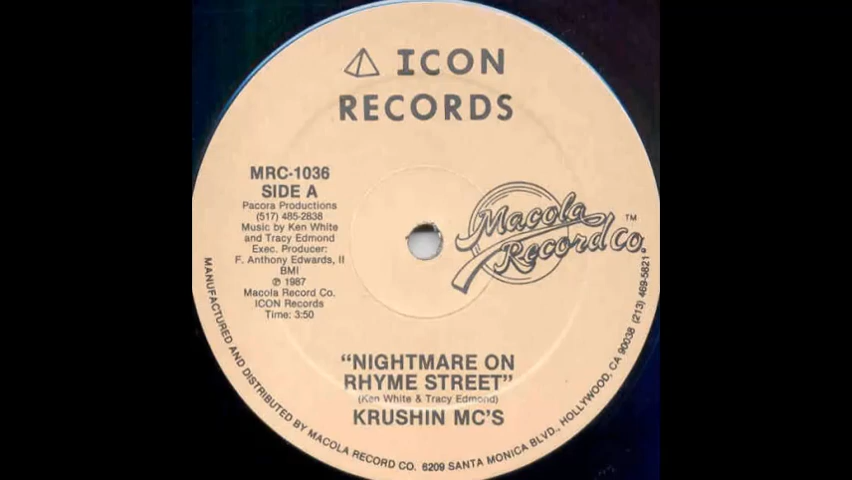 ICON
RECORDS
MRC-1036
SIDE A
Pacora Productions
(517) 485-2838
Music by Ken White
and Tracy Edmond
Exec. Producer:
F. Anthony Edwards, II
BMI
℗ 1987
Macola Record Co.
ICON Records
Time: 3:50
Macola
Record Co.
™
"NIGHTMARE ON
RHYME STREET"
(Ken White & Tracy Edmond)
KRUSHIN MC'S
MANUFACTURED AND DISTRIBUTED BY MACOLA RECORD CO. 6209 SANTA MONICA BLVD., HOLLYWOOD, CA 90038 (213) 469-5821